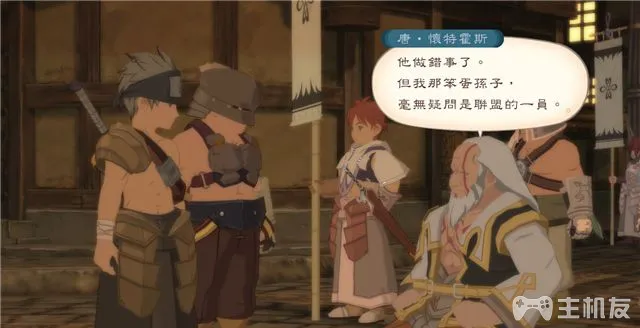 唐・懷特霍斯
他做錯事了。
但我那笨蛋孫子，
毫無疑問是聯盟的一員。
主机友